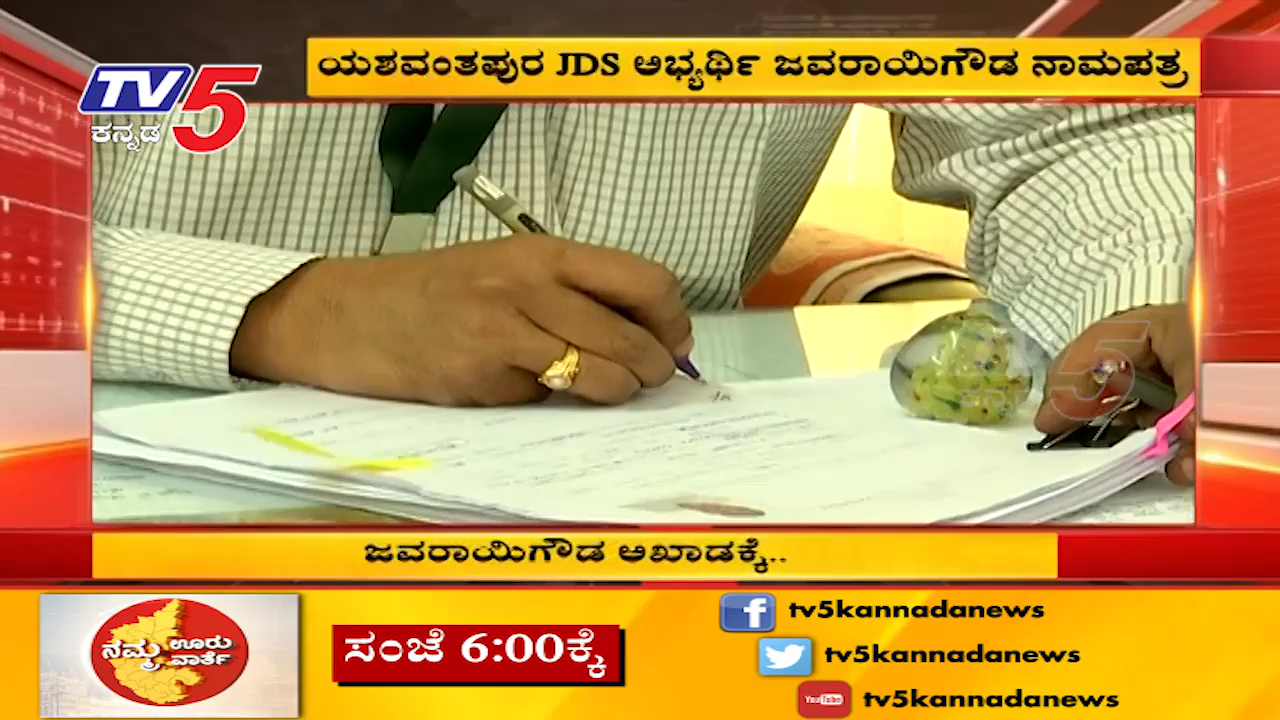 ಯಶವಂತಪುರ JDS ಅಭ್ಯರ್ಥಿ ಜವರಾಯಿಗೌಡ ನಾಮಪತ್ರ
TV5
ಕನ್ನಡ
ಜವರಾಯಿಗೌಡ ಅಖಾಡಕ್ಕೆ..
ನಮ್ಮ ಊರು ವಾರ್ತೆ
ಸಂಜೆ 6:00ಕ್ಕೆ
tv5kannadanews
tv5kannadanews
YouTube tv5kannadanews